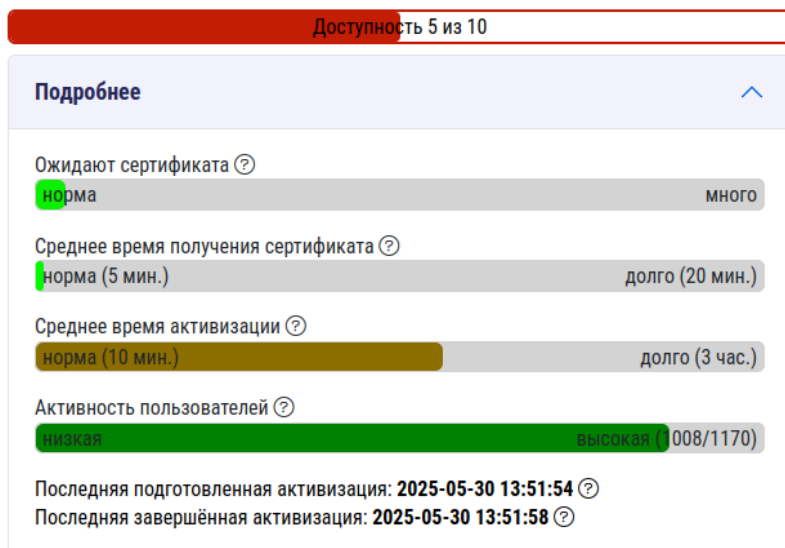 Доступность 5 из 10
Подробнее
Ожидают сертификата ?
норма много
Среднее время получения сертификата ?
норма (5 мин.) долго (20 мин.)
Среднее время активизации ?
норма (10 мин.) долго (3 час.)
Активность пользователей ?
низкая высокая (1008/1170)
Последняя подготовленная активизация: 2025-05-30 13:51:54 ?
Последняя завершённая активизация: 2025-05-30 13:51:58 ?